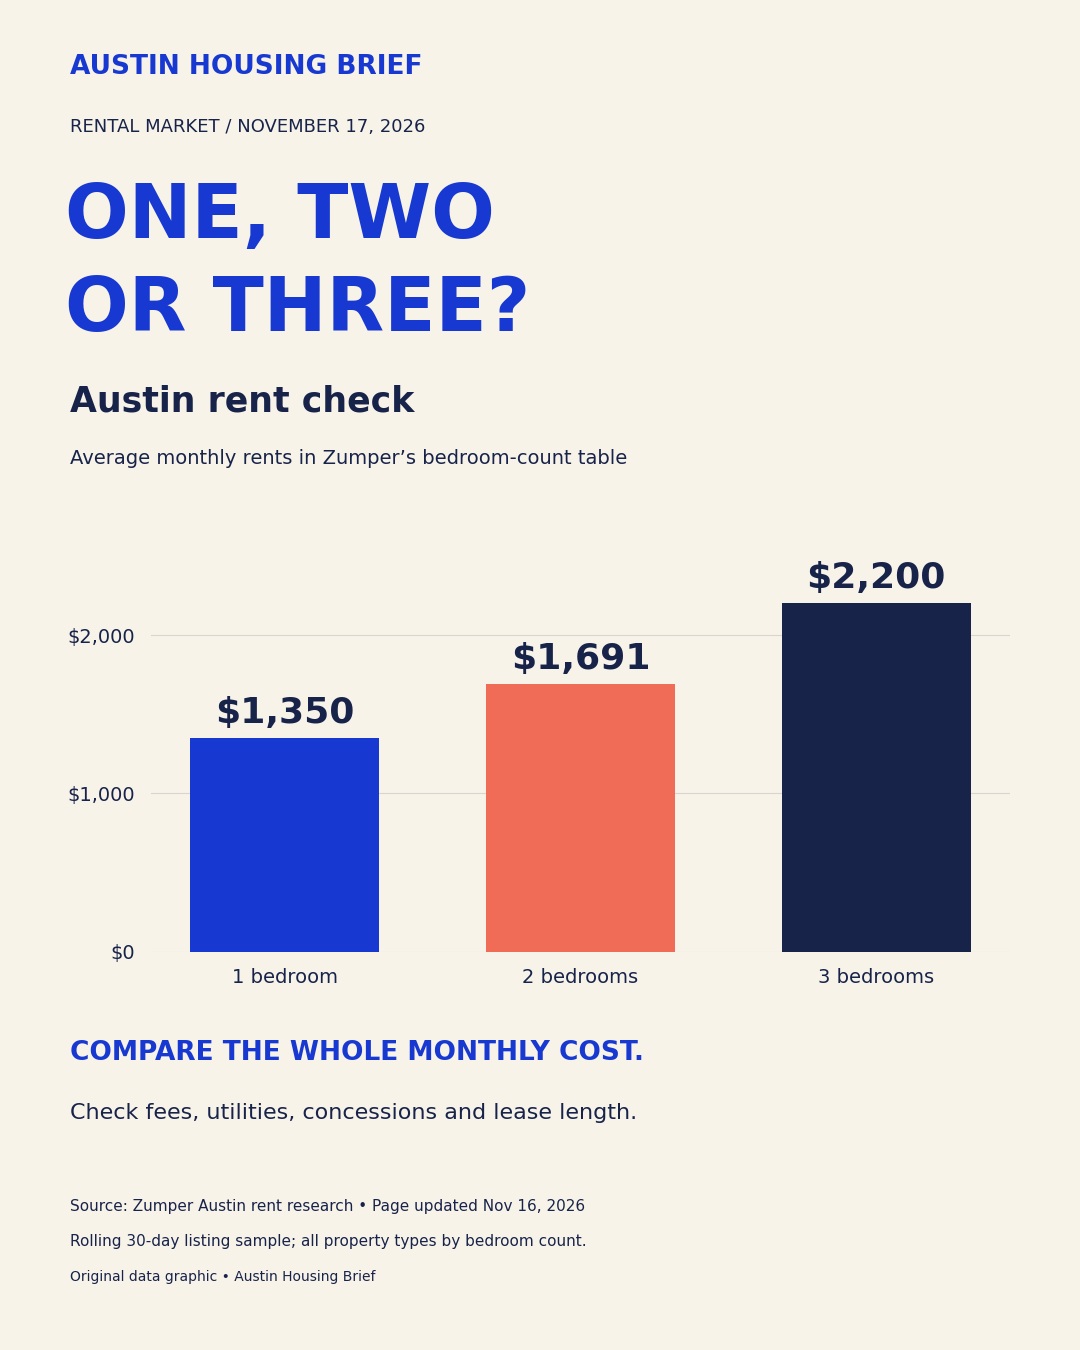 AUSTIN HOUSING BRIEF
RENTAL MARKET / NOVEMBER 17, 2026
ONE, TWO
OR THREE?
Austin rent check
Average monthly rents in Zumper’s bedroom-count table
$2,200
$2,000
$1,691
$1,350
$1,000
$0
1 bedroom
2 bedrooms
3 bedrooms
COMPARE THE WHOLE MONTHLY COST.
Check fees, utilities, concessions and lease length.
Source: Zumper Austin rent research • Page updated Nov 16, 2026
Rolling 30-day listing sample; all property types by bedroom count.
Original data graphic • Austin Housing Brief